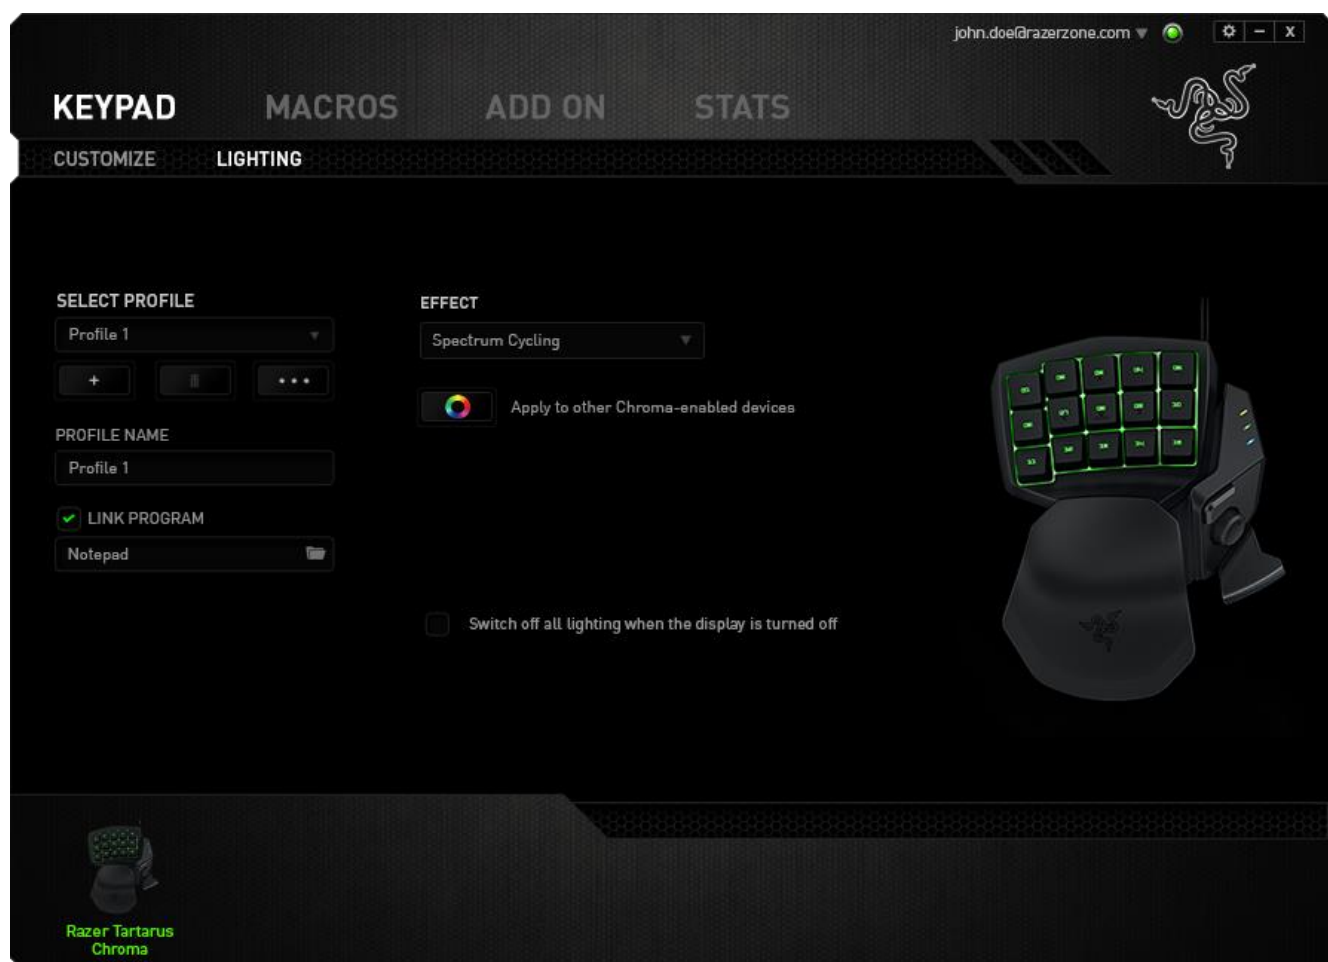 john.doe@razerzone.com
KEYPAD MACROS ADD ON STATS
CUSTOMIZE LIGHTING
SELECT PROFILE
Profile 1
PROFILE NAME
Profile 1
LINK PROGRAM
Notepad
EFFECT
Spectrum Cycling
Apply to other Chroma-enabled devices
Switch off all lighting when the display is turned off
Razer Tartarus
Chroma